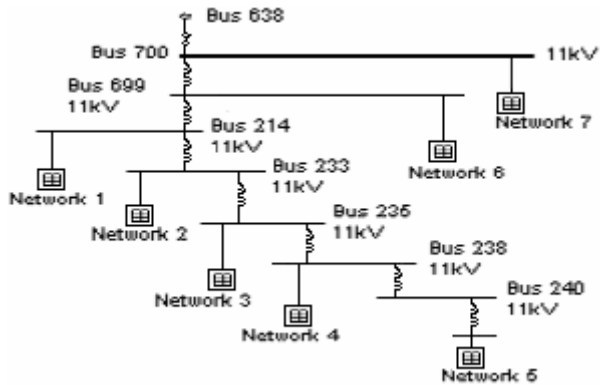 Bus 638
Bus 700
11kV
Bus 699
11kV
Network 7
Bus 214
11kV
Network 6
Bus 233
11kV
Network 1
Network 2
Bus 235
11kV
Network 3
Bus 238
11kV
Network 4
Bus 240
11kV
Network 5